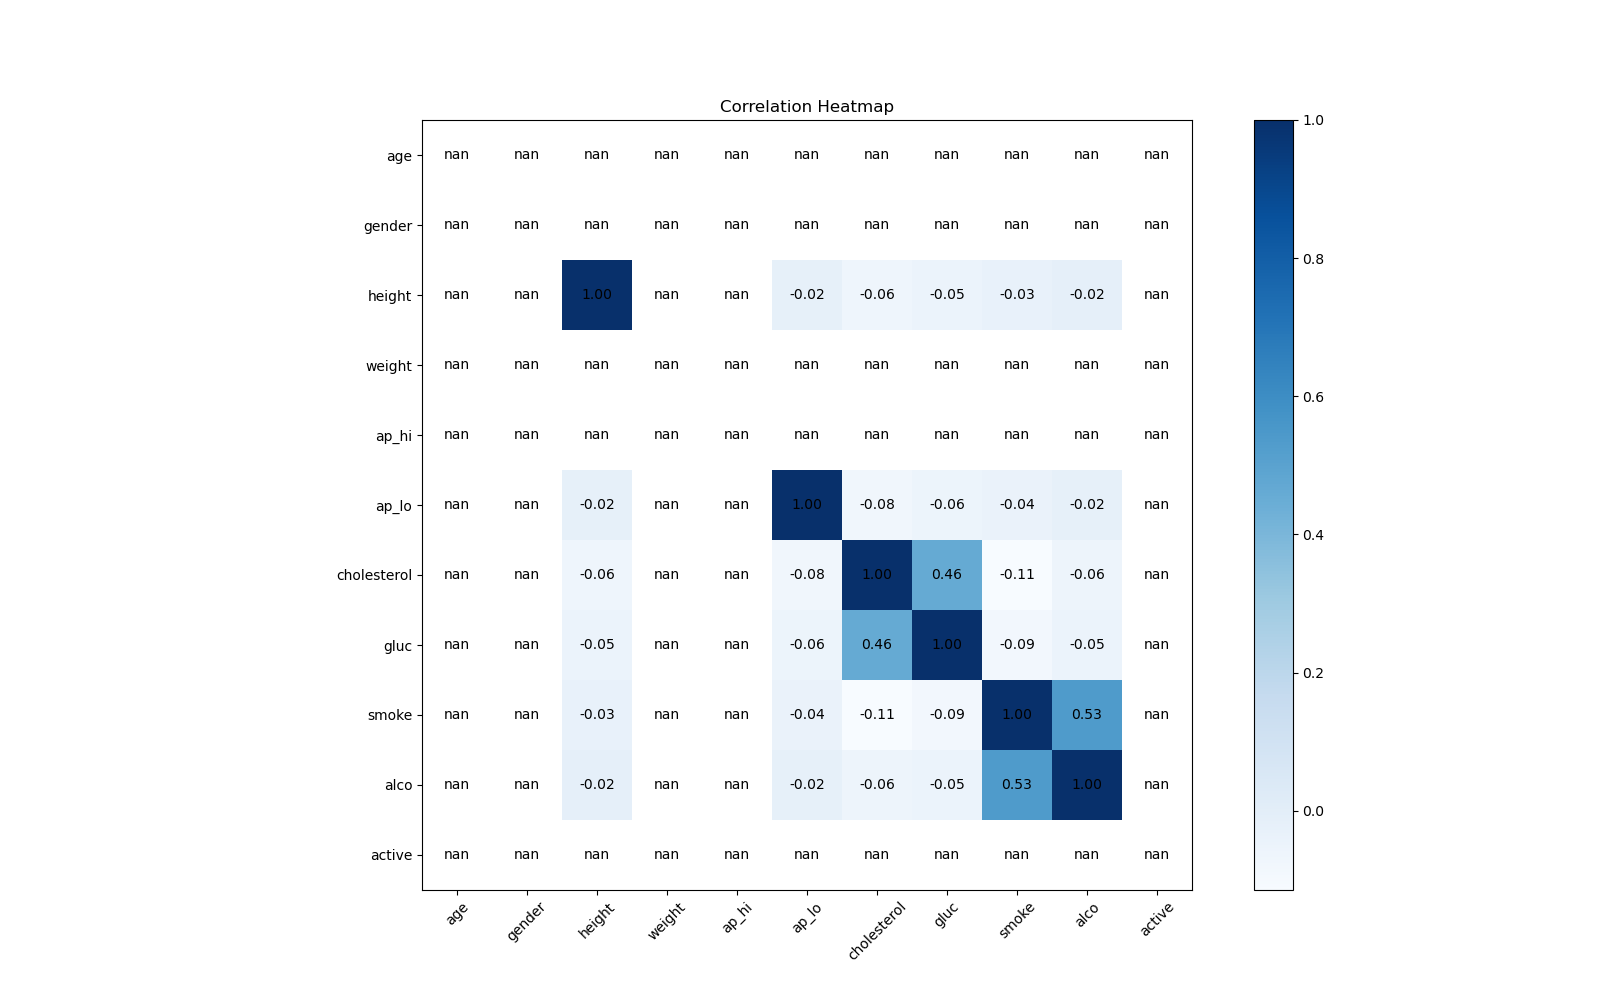 Correlation Heatmap
age nan nan nan nan nan nan nan nan nan nan nan
gender nan nan nan nan nan nan nan nan nan nan nan
height nan nan 1.00 nan nan -0.02 -0.06 -0.05 -0.03 -0.02 nan
weight nan nan nan nan nan nan nan nan nan nan nan
ap_hi nan nan nan nan nan nan nan nan nan nan nan
ap_lo nan nan -0.02 nan nan 1.00 -0.08 -0.06 -0.04 -0.02 nan
cholesterol nan nan -0.06 nan nan -0.08 1.00 0.46 -0.11 -0.06 nan
gluc nan nan -0.05 nan nan -0.06 0.46 1.00 -0.09 -0.05 nan
smoke nan nan -0.03 nan nan -0.04 -0.11 -0.09 1.00 0.53 nan
alco nan nan -0.02 nan nan -0.02 -0.06 -0.05 0.53 1.00 nan
active nan nan nan nan nan nan nan nan nan nan nan
age gender height weight ap_hi ap_lo cholesterol gluc smoke alco active
1.0
0.8
0.6
0.4
0.2
0.0